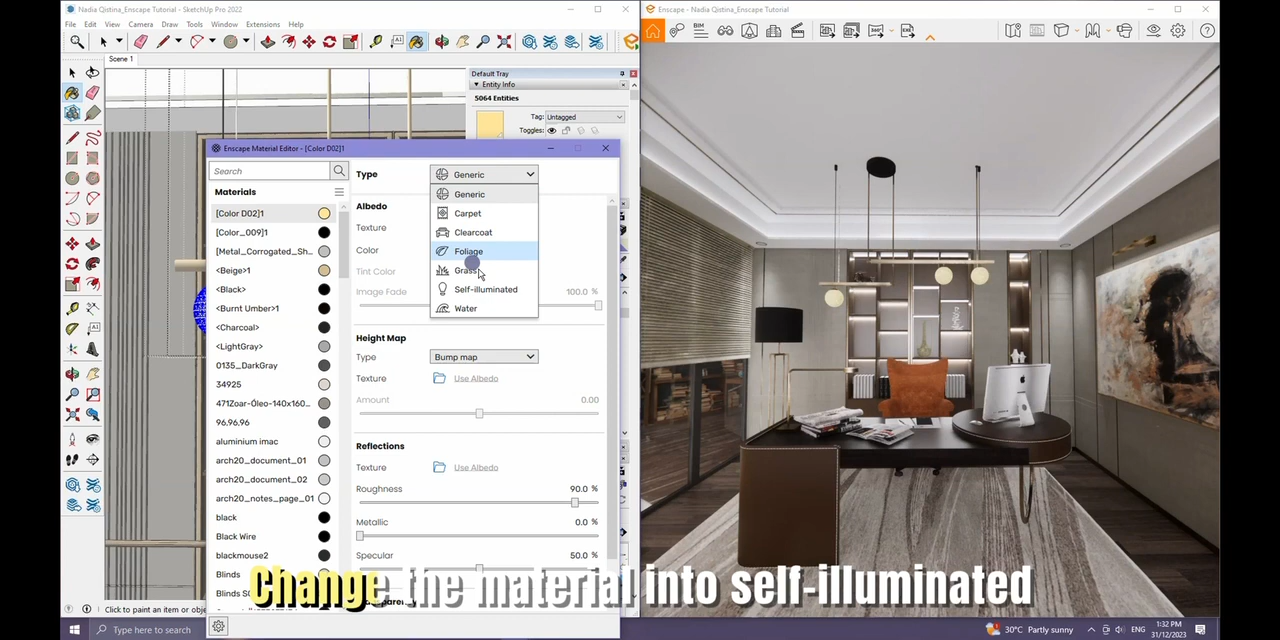 Nadia Qistina_Enscape Tutorial - SketchUp Pro 2022
File Edit View Camera Draw Tools Window Extensions Help
Scene 1
Default Tray
Entity Info
5064 Entities
Tag: Untagged
Toggles:
Enscape Material Editor - [Color D02]1
Search
Materials
[Color D02]1
[Color_009]1
[Metal_Corrogated_Sh..
<Beige>1
<Black>
<Burnt Umber>1
<Charcoal>
<LightGray>
0135_DarkGray
34925
471Zoar-Óleo-140x160...
96,96,96
aluminium imac
arch20_document_01
arch20_document_02
arch20_notes_page_01
black
Black Wire
blackmouse2
Blinds
Type Generic
Generic
Carpet
Clearcoat
Foliage
Grass
Self-illuminated
Water
Albedo
Texture
Color
Tint Color
Image Fade 100.0 %
Height Map
Type Bump map
Texture Use Albedo
Amount 0.00
Reflections
Texture Use Albedo
Roughness 90.0 %
Metallic 0.0 %
Specular 50.0 %
Click to paint an item or obje
Enscape - Nadia Qistina_Enscape Tutorial
BIM
Change the material into self-illuminated
Type here to search
30°C Partly sunny
ENG
1:32 PM
31/12/2023